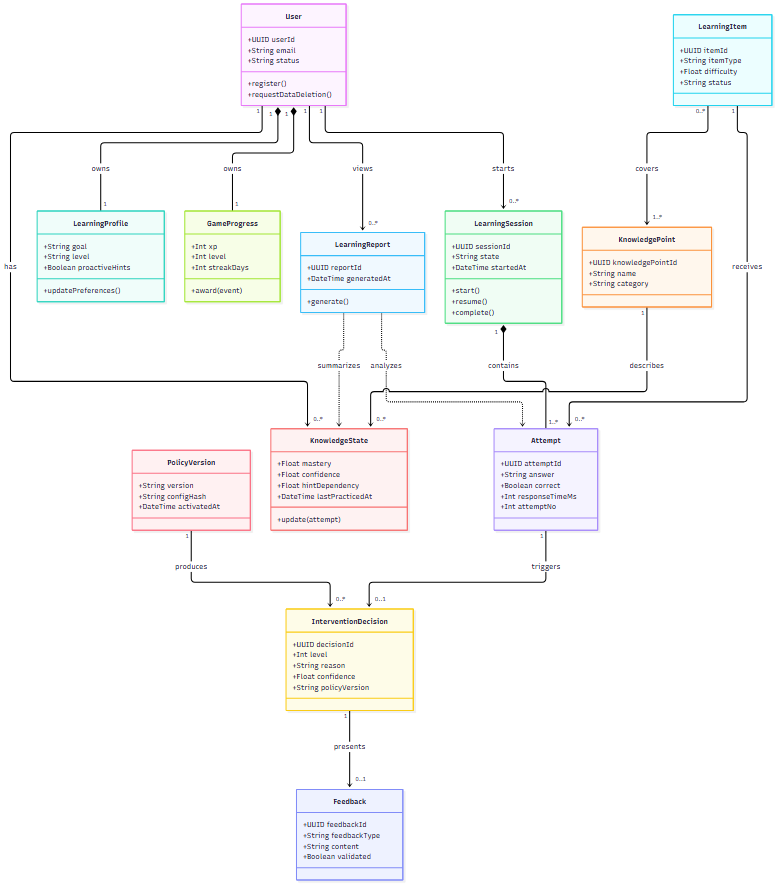 User
+UUID userId
+String email
+String status
+register()
+requestDataDeletion()
LearningItem
+UUID itemId
+String itemType
+Float difficulty
+String status
1
1
1
1
1
0..*
1
owns
owns
views
starts
covers
1
1
0..*
0..*
1..*
LearningProfile
+String goal
+String level
+Boolean proactiveHints
+updatePreferences()
GameProgress
+Int xp
+Int level
+Int streakDays
+award(event)
LearningReport
+UUID reportId
+DateTime generatedAt
+generate()
LearningSession
+UUID sessionId
+String state
+DateTime startedAt
+start()
+resume()
+complete()
KnowledgePoint
+UUID knowledgePointId
+String name
+String category
has
receives
1
1
summarizes
analyzes
contains
describes
0..*
0..*
0..*
1..*
0..*
KnowledgeState
+Float mastery
+Float confidence
+Float hintDependency
+DateTime lastPracticedAt
+update(attempt)
Attempt
+UUID attemptId
+String answer
+Boolean correct
+Int responseTimeMs
+Int attemptNo
PolicyVersion
+String version
+String configHash
+DateTime activatedAt
1
1
produces
triggers
0..*
0..1
InterventionDecision
+UUID decisionId
+Int level
+String reason
+Float confidence
+String policyVersion
1
presents
0..1
Feedback
+UUID feedbackId
+String feedbackType
+String content
+Boolean validated